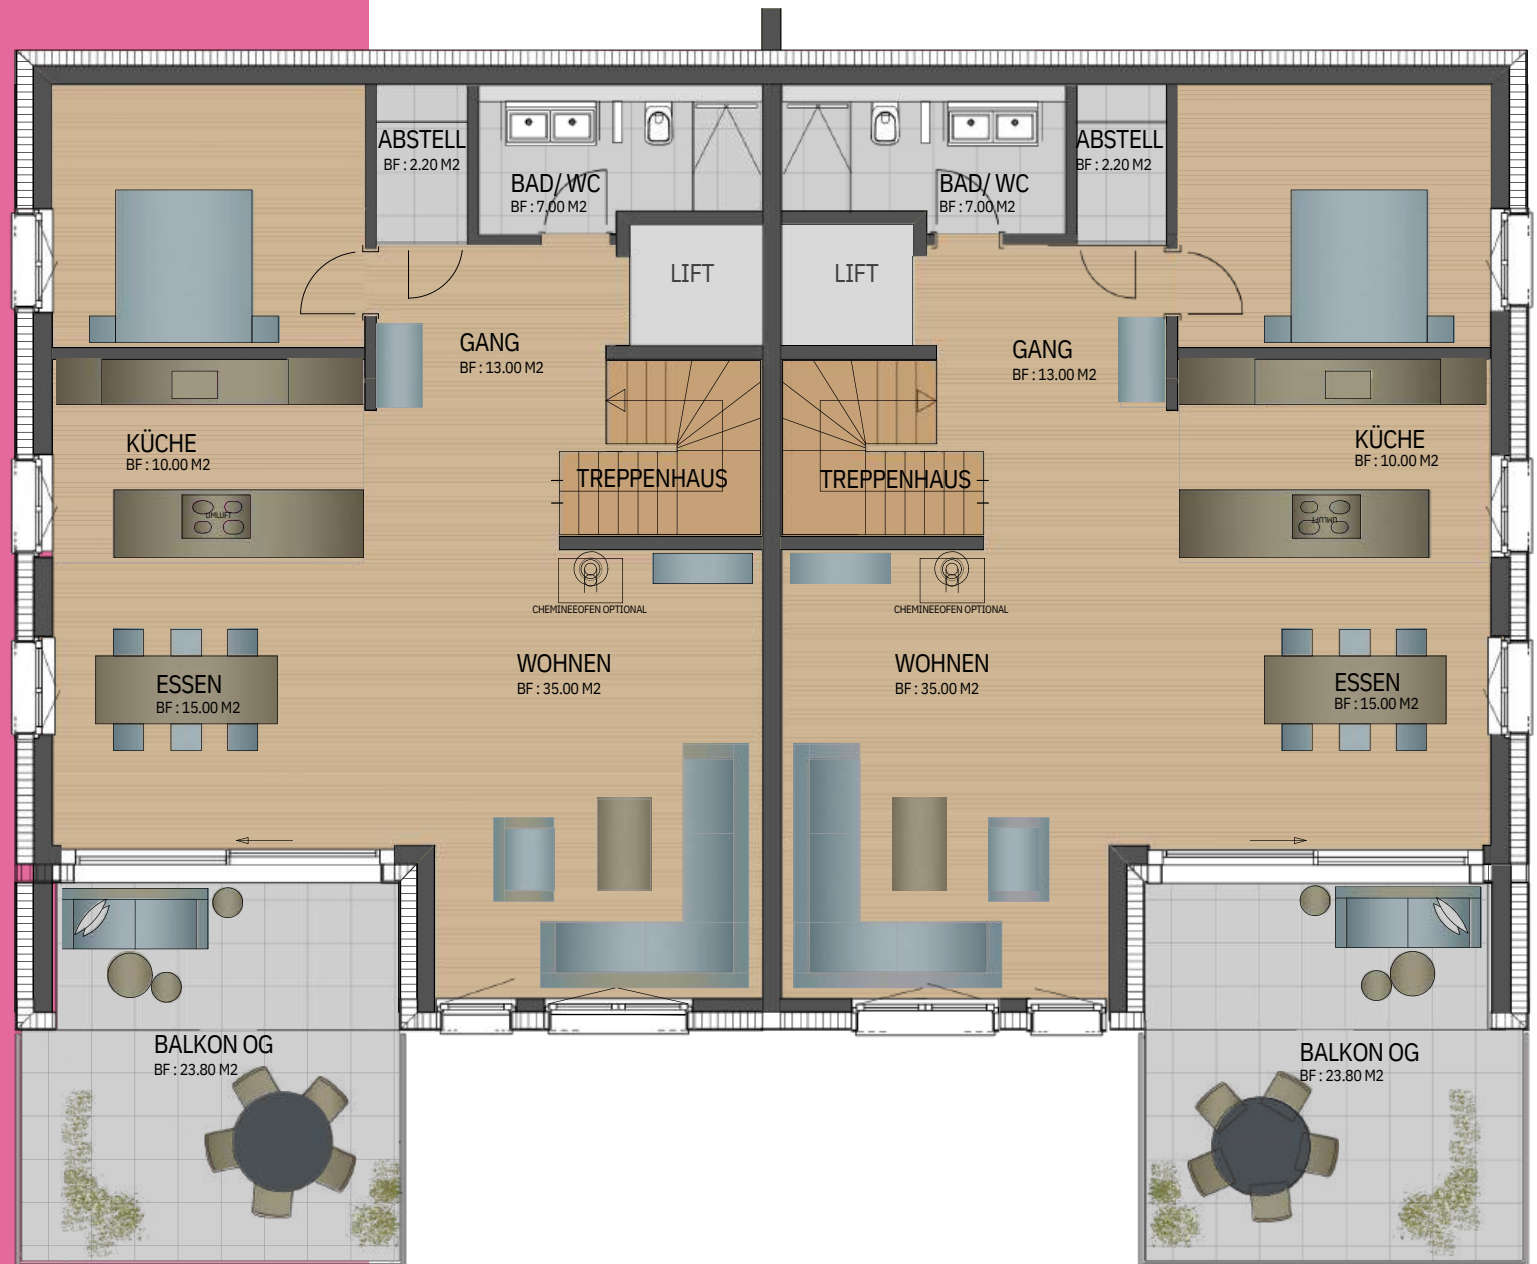 ABSTELL
BF : 2.20 M2
BAD/ WC
BF : 7.00 M2
BAD/ WC
BF : 7.00 M2
ABSTELL
BF : 2.20 M2
LIFT
LIFT
GANG
BF : 13.00 M2
GANG
BF : 13.00 M2
KÜCHE
BF : 10.00 M2
KÜCHE
BF : 10.00 M2
TREPPENHAUS
TREPPENHAUS
UMLUFT
UMLUFT
CHEMINEEOFEN OPTIONAL
CHEMINEEOFEN OPTIONAL
WOHNEN
BF : 35.00 M2
WOHNEN
BF : 35.00 M2
ESSEN
BF : 15.00 M2
ESSEN
BF : 15.00 M2
BALKON OG
BF : 23.80 M2
BALKON OG
BF : 23.80 M2